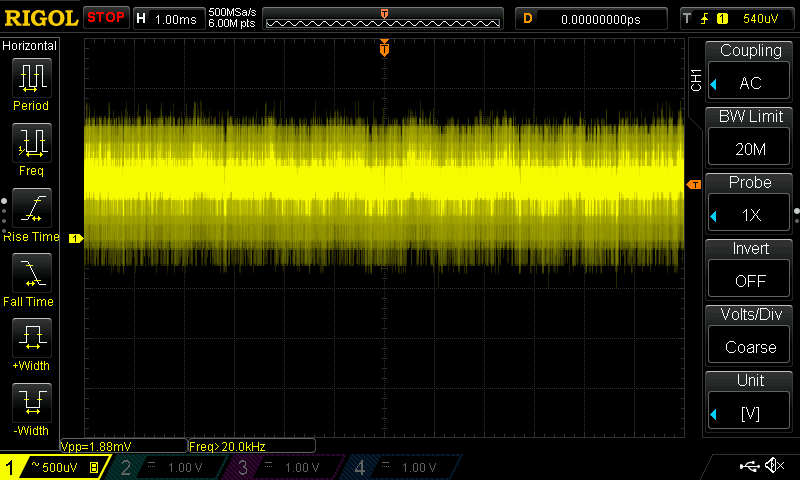 RIGOL STOP H 1.00ms 500MSa/s 6.00M pts T D 0.00000000ps T 1 540uV
Horizontal
Period
Freq
Rise Time
Fall Time
+Width
-Width
T
T
1
CH1
Coupling
AC
BW Limit
20M
Probe
1X
Invert
OFF
Volts/Div
Coarse
Unit
[V]
Vpp=1.88mV Freq>20.0kHz
1 ~ 500uV B 2 1.00 V 3 1.00 V 4 1.00 V